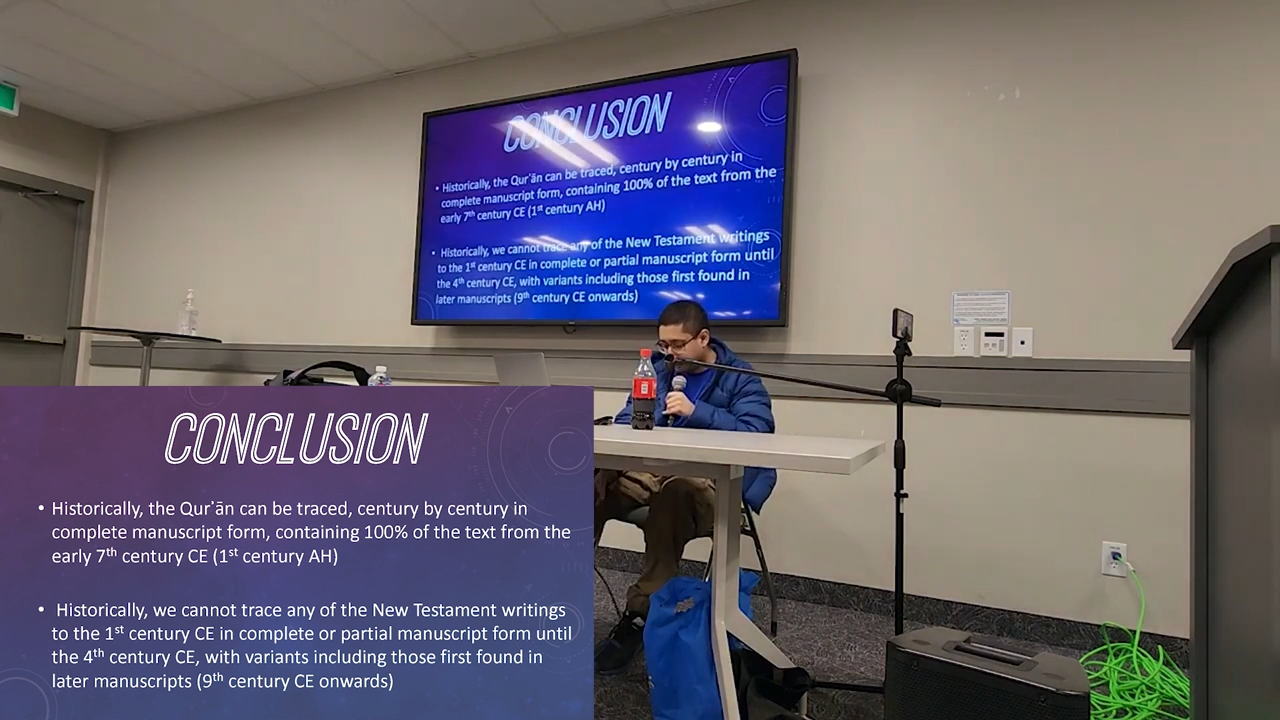 CONCLUSION
• Historically, the Qurʾān can be traced, century by century in
complete manuscript form, containing 100% of the text from the
early 7th century CE (1st century AH)
• Historically, we cannot trace any of the New Testament writings
to the 1st century CE in complete or partial manuscript form until
the 4th century CE, with variants including those first found in
later manuscripts (9th century CE onwards)
CONCLUSION
• Historically, the Qurʾān can be traced, century by century in
complete manuscript form, containing 100% of the text from the
early 7th century CE (1st century AH)
• Historically, we cannot trace any of the New Testament writings
to the 1st century CE in complete or partial manuscript form until
the 4th century CE, with variants including those first found in
later manuscripts (9th century CE onwards)